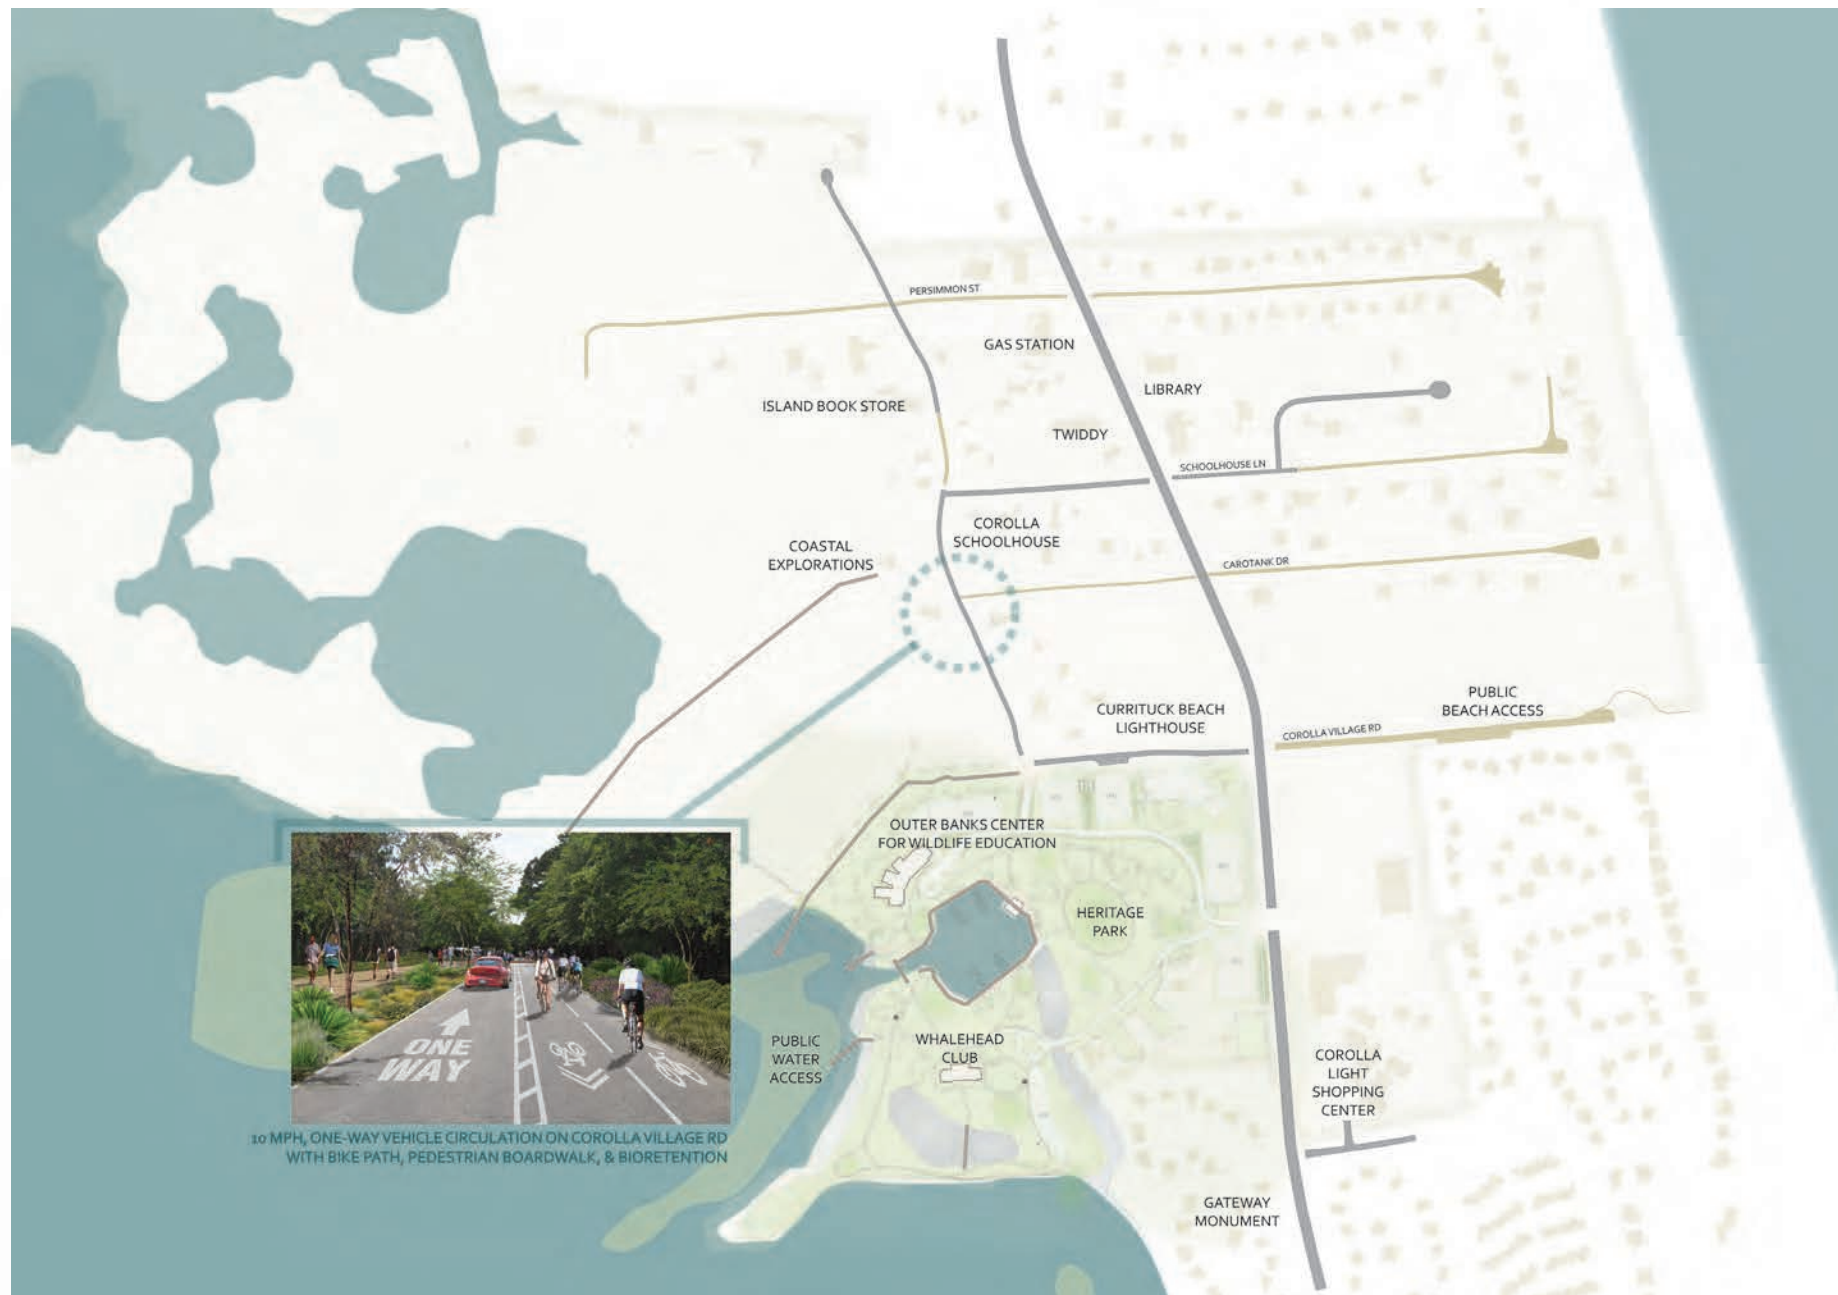 PERSIMMON ST
GAS STATION
LIBRARY
ISLAND BOOK STORE
TWIDDY
SCHOOLHOUSE LN
COROLLA
SCHOOLHOUSE
COASTAL
EXPLORATIONS
CAROTANK DR
PUBLIC
BEACH ACCESS
CURRITUCK BEACH
LIGHTHOUSE
COROLLA VILLAGE RD
OUTER BANKS CENTER
FOR WILDLIFE EDUCATION
HERITAGE
PARK
ONE
WAY
PUBLIC
WATER
ACCESS
WHALEHEAD
CLUB
COROLLA
LIGHT
SHOPPING
CENTER
10 MPH, ONE-WAY VEHICLE CIRCULATION ON COROLLA VILLAGE RD
WITH BIKE PATH, PEDESTRIAN BOARDWALK, & BIORETENTION
GATEWAY
MONUMENT